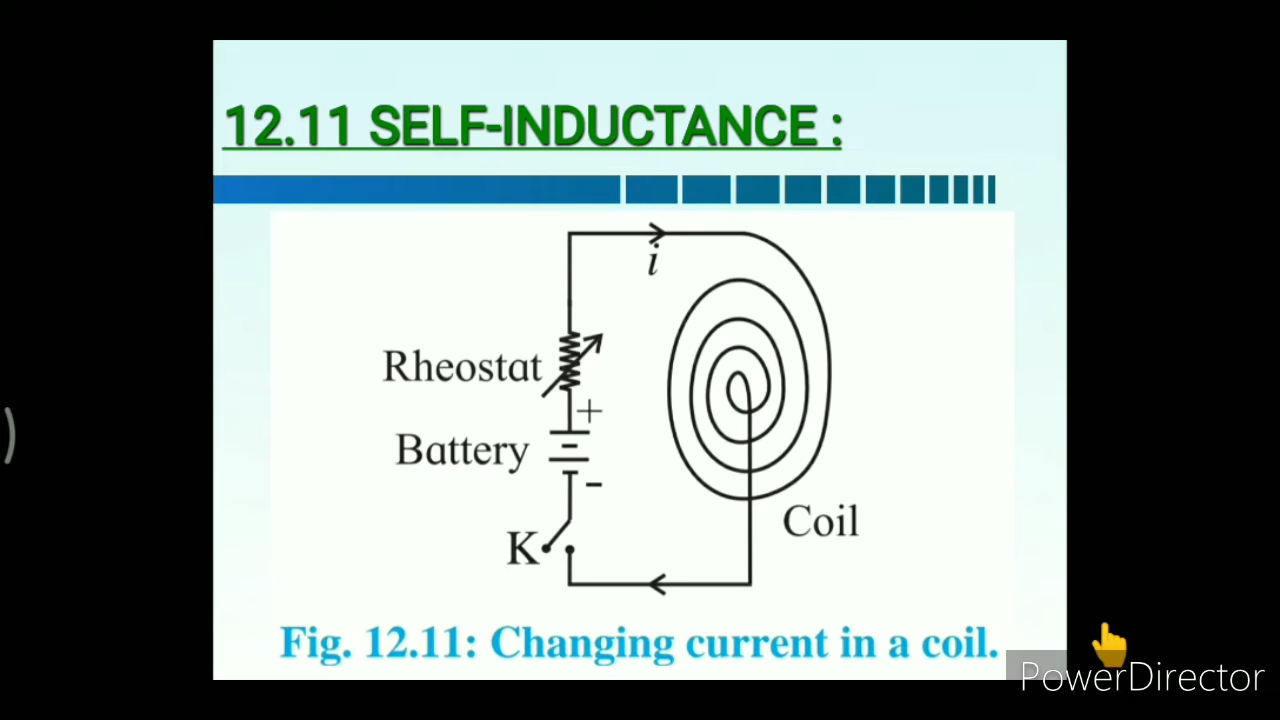 12.11 SELF-INDUCTANCE :
i
Rheostat
+
Battery
-
K
Coil
Fig. 12.11: Changing current in a coil.
PowerDirector